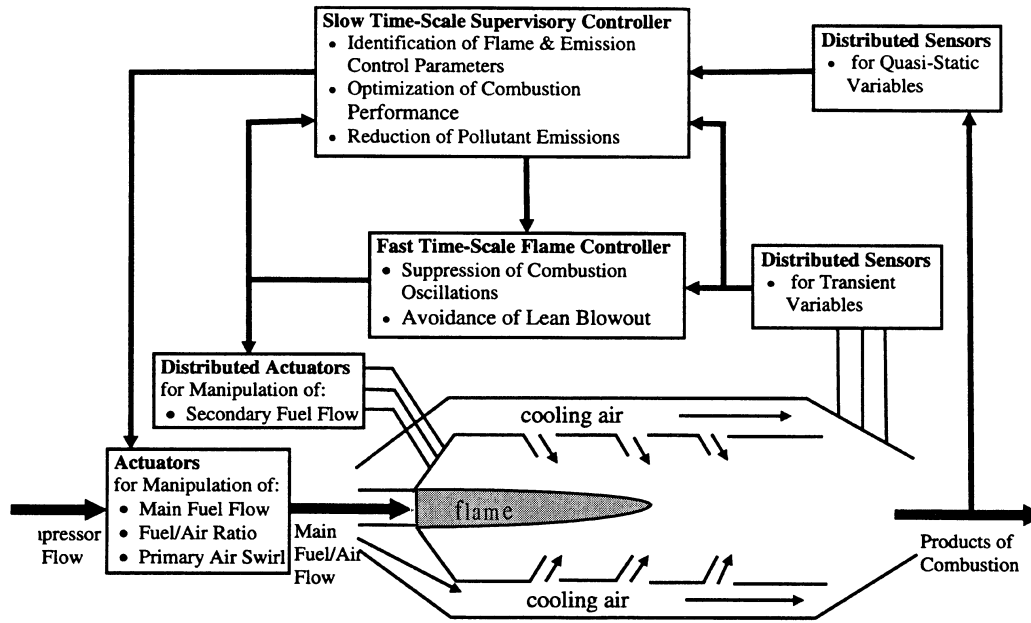 Slow Time-Scale Supervisory Controller
• Identification of Flame & Emission
Control Parameters
• Optimization of Combustion
Performance
• Reduction of Pollutant Emissions
Distributed Sensors
• for Quasi-Static
Variables
Fast Time-Scale Flame Controller
• Suppression of Combustion
Oscillations
• Avoidance of Lean Blowout
Distributed Sensors
• for Transient
Variables
Distributed Actuators
for Manipulation of:
• Secondary Fuel Flow
cooling air
Actuators
for Manipulation of:
• Main Fuel Flow
• Fuel/Air Ratio
• Primary Air Swirl
flame
pressor
Flow
Main
Fuel/Air
Flow
Products of
Combustion
cooling air